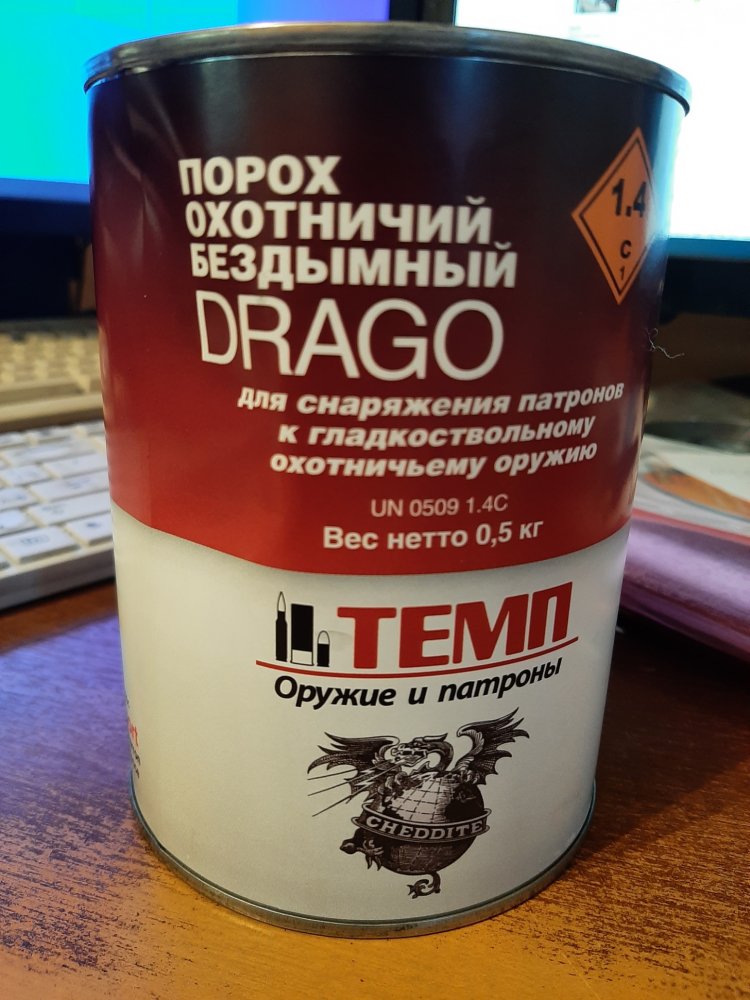 ПОРОХ
ОХОТНИЧИЙ
БЕЗДЫМНЫЙ
DRAGO
1.4
C
1
для снаряжения патронов
к гладкоствольному
охотничьему оружию
UN 0509 1.4C
Вес нетто 0,5 кг
ТЕМП
Оружие и патроны
CHEDDITE